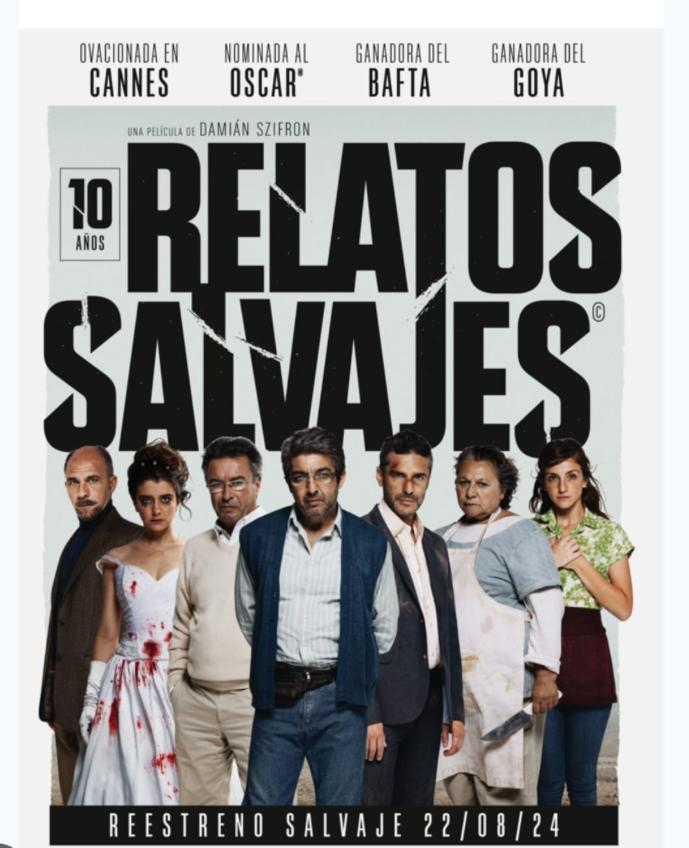 OVACIONADA EN
CANNES
NOMINADA AL
OSCAR®
GANADORA DEL
BAFTA
GANADORA DEL
GOYA
UNA PELÍCULA DE DAMIÁN SZIFRON
10
AÑOS
RELATOS
SALVAJES©
REESTRENO SALVAJE 22/08/24